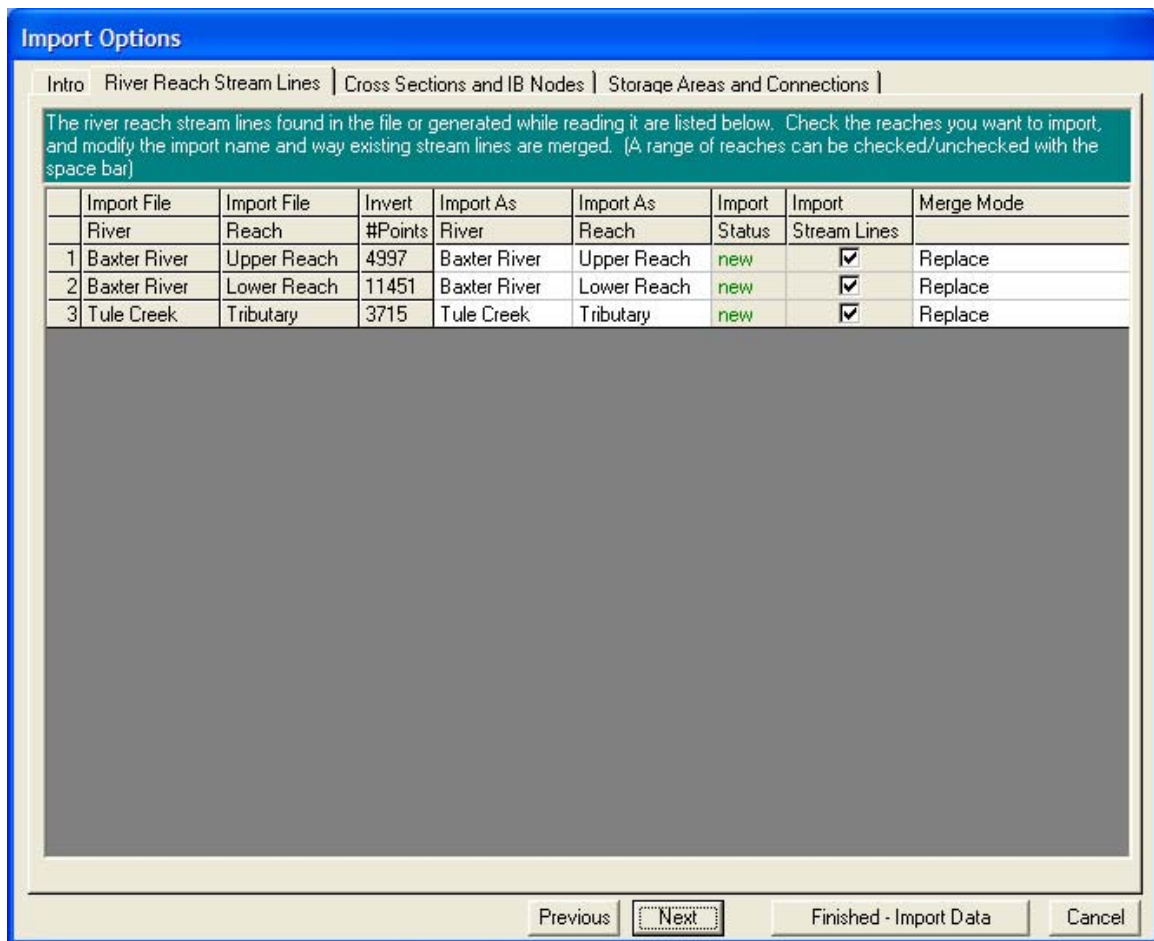 Import Options
Intro River Reach Stream Lines Cross Sections and IB Nodes Storage Areas and Connections
The river reach stream lines found in the file or generated while reading it are listed below. Check the reaches you want to import,
and modify the import name and way existing stream lines are merged. (A range of reaches can be checked/unchecked with the
space bar)
Import File Import File Invert Import As Import As Import Import Merge Mode
River Reach #Points River Reach Status Stream Lines
1 Baxter River Upper Reach 4997 Baxter River Upper Reach new Replace
2 Baxter River Lower Reach 11451 Baxter River Lower Reach new Replace
3 Tule Creek Tributary 3715 Tule Creek Tributary new Replace
Previous Next Finished - Import Data Cancel